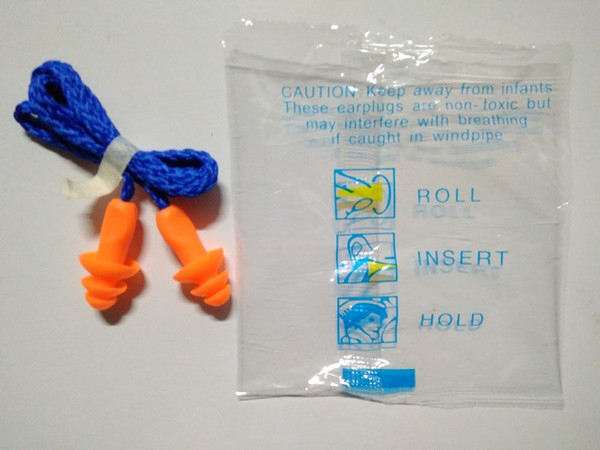 CAUTION: Keep away from infants
These earplugs are non-toxic but
may interfere with breathing
if caught in windpipe
ROLL
INSERT
HOLD